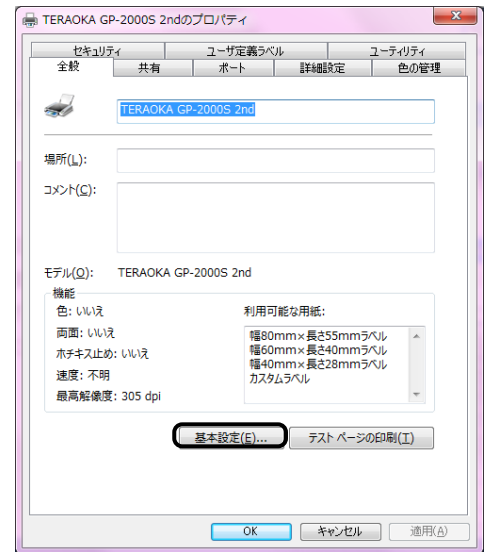 TERAOKA GP-2000S 2ndのプロパティ
セキュリティ ユーザ定義ラベル ユーティリティ
全般 共有 ポート 詳細設定 色の管理
TERAOKA GP-2000S 2nd
場所(L):
コメント(C):
モデル(O): TERAOKA GP-2000S 2nd
機能
色: いいえ 利用可能な用紙:
両面: いいえ
ホチキス止め: いいえ
速度: 不明
最高解像度: 305 dpi
幅80mm×長さ55mmラベル
幅60mm×長さ40mmラベル
幅40mm×長さ28mmラベル
カスタムラベル
基本設定(E)... テスト ページの印刷(T)
OK キャンセル 適用(A)